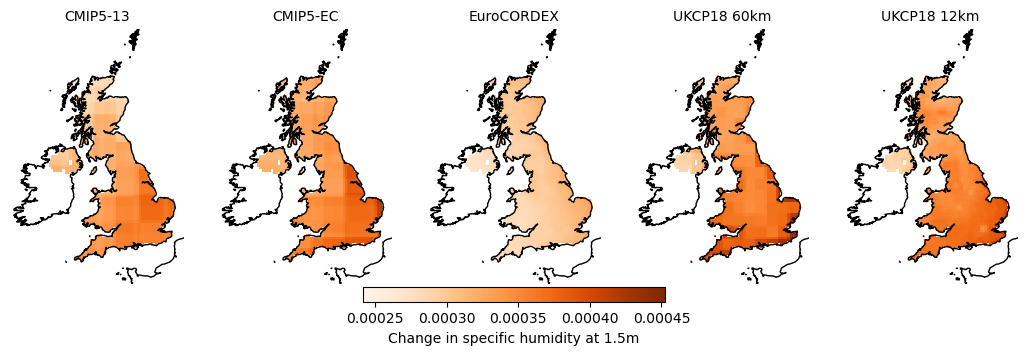 CMIP5-13 CMIP5-EC EuroCORDEX UKCP18 60km UKCP18 12km
0.00025 0.00030 0.00035 0.00040 0.00045
Change in specific humidity at 1.5m